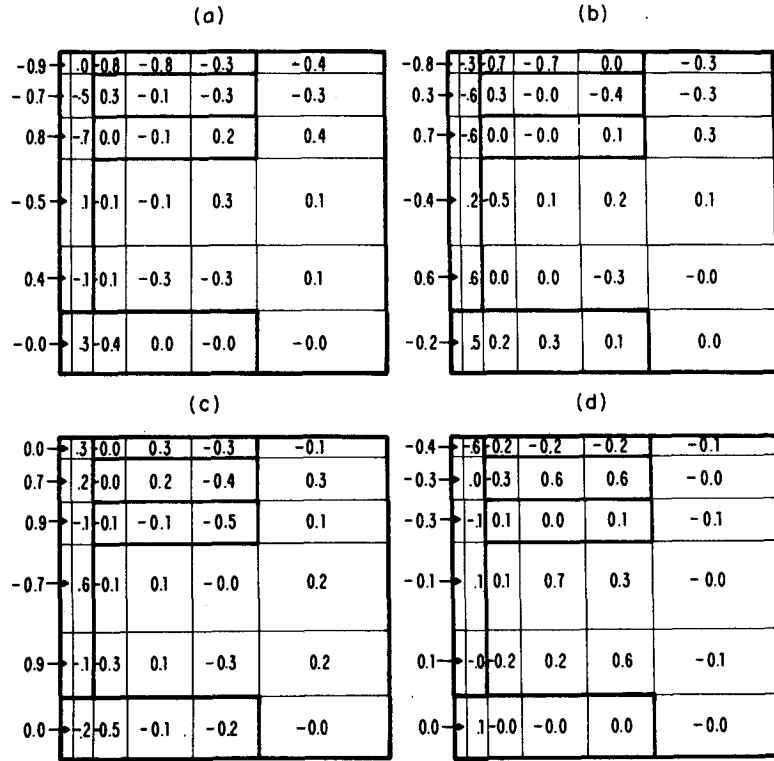 (a)
-0.9 .0 -0.8 -0.8 -0.3 -0.4
-0.7 -.5 0.3 -0.1 -0.3 -0.3
0.8 -.7 0.0 -0.1 0.2 0.4
-0.5 .1 -0.1 -0.1 0.3 0.1
0.4 -.1 -0.1 -0.3 -0.3 0.1
-0.0 .3 -0.4 0.0 -0.0 -0.0
(b)
-0.8 -.3 -0.7 -0.7 0.0 -0.3
0.3 -.6 0.3 -0.0 -0.4 -0.3
0.7 -.6 0.0 -0.0 0.1 0.3
-0.4 .2 -0.5 0.1 0.2 0.1
0.6 .6 0.0 0.0 -0.3 -0.0
-0.2 .5 0.2 0.3 0.1 0.0
(c)
0.0 .3 -0.0 0.3 -0.3 -0.1
0.7 .2 -0.0 0.2 -0.4 0.3
0.9 -.1 -0.1 -0.1 -0.5 0.1
-0.7 .6 -0.1 0.1 -0.0 0.2
0.9 -.1 -0.3 0.1 -0.3 0.2
0.0 -.2 -0.5 -0.1 -0.2 -0.0
(d)
-0.4 -.6 -0.2 -0.2 -0.2 -0.1
-0.3 .0 -0.3 0.6 0.6 -0.0
-0.3 -.1 0.1 0.0 0.1 -0.1
-0.1 .1 0.1 0.7 0.3 -0.0
0.1 -.0 -0.2 0.2 0.6 -0.1
0.0 .1 -0.0 -0.0 0.0 -0.0